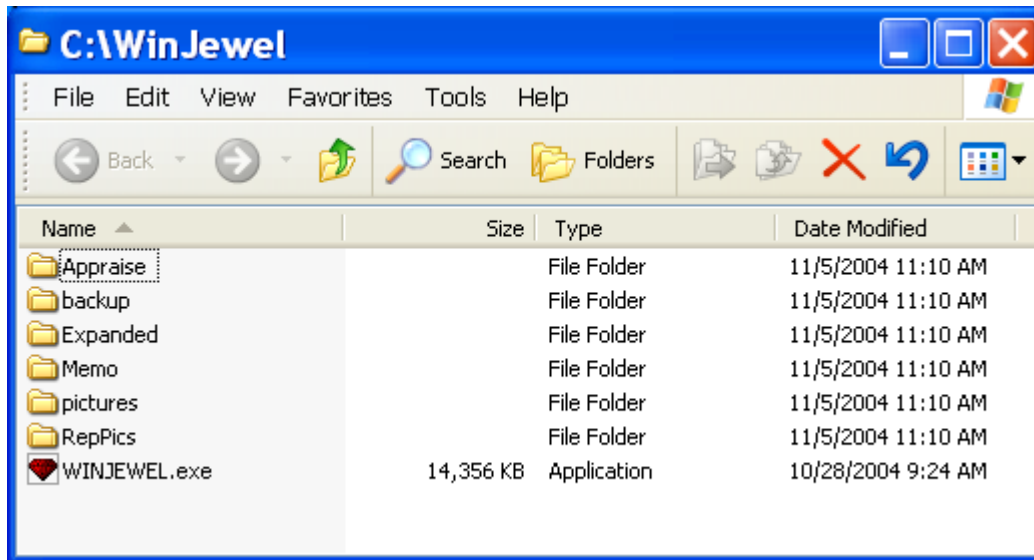 C:\WinJewel
File Edit View Favorites Tools Help
Back Search Folders
Name Size Type Date Modified
Appraise File Folder 11/5/2004 11:10 AM
backup File Folder 11/5/2004 11:10 AM
Expanded File Folder 11/5/2004 11:10 AM
Memo File Folder 11/5/2004 11:10 AM
pictures File Folder 11/5/2004 11:10 AM
RepPics File Folder 11/5/2004 11:10 AM
WINJEWEL.exe 14,356 KB Application 10/28/2004 9:24 AM